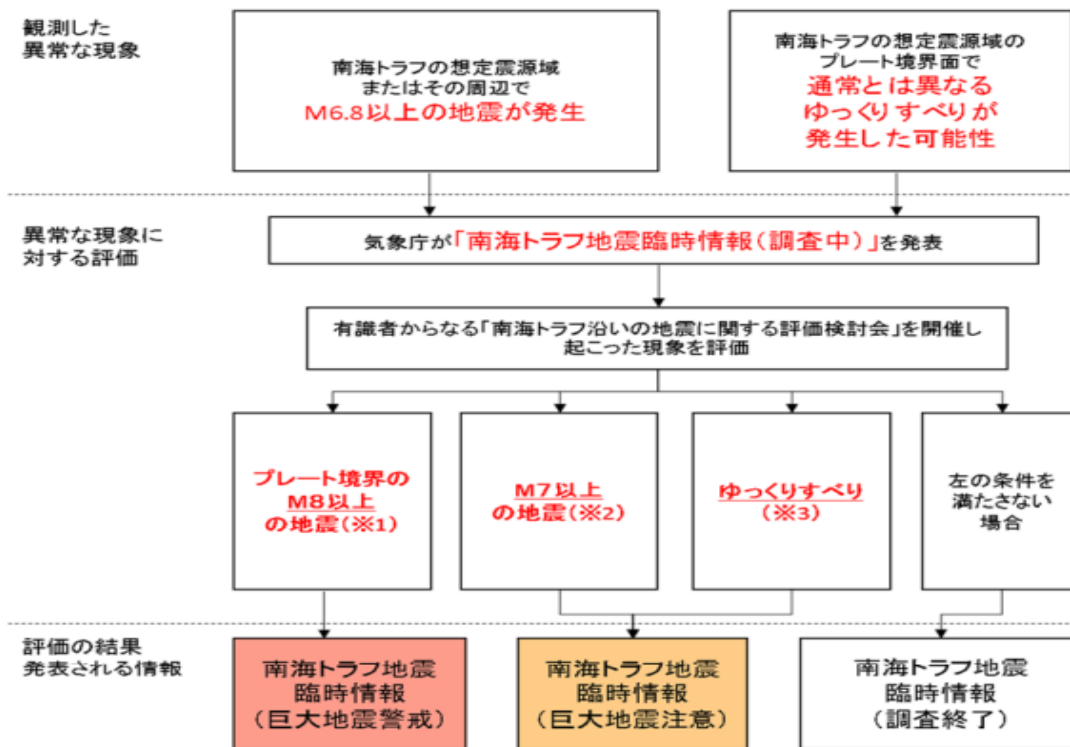 観測した
異常な現象
南海トラフの想定震源域
またはその周辺で
M6.8以上の地震が発生
南海トラフの想定震源域の
プレート境界面で
通常とは異なる
ゆっくりすべりが
発生した可能性
異常な現象に
対する評価
気象庁が「南海トラフ地震臨時情報(調査中)」を発表
有識者からなる「南海トラフ沿いの地震に関する評価検討会」を開催し
起こった現象を評価
プレート境界の
M8以上
の地震(※1)
M7以上
の地震(※2)
ゆっくりすべり
(※3)
左の条件を
満たさない
場合
評価の結果
発表される情報
南海トラフ地震
臨時情報
(巨大地震警戒)
南海トラフ地震
臨時情報
(巨大地震注意)
南海トラフ地震
臨時情報
(調査終了)